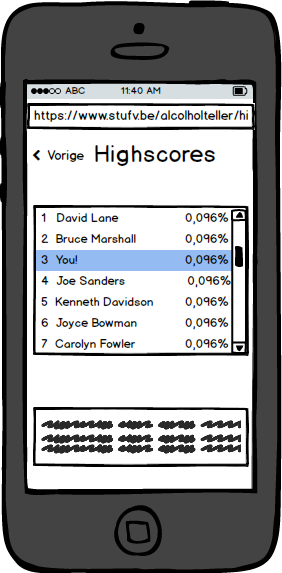 ABC 11:40 AM
https://www.stufv.be/alcoholteller/hi
Vorige Highscores
1 David Lane 0,096%
2 Bruce Marshall 0,096%
3 You! 0,096%
4 Joe Sanders 0,096%
5 Kenneth Davidson 0,096%
6 Joyce Bowman 0,096%
7 Carolyn Fowler 0,096%